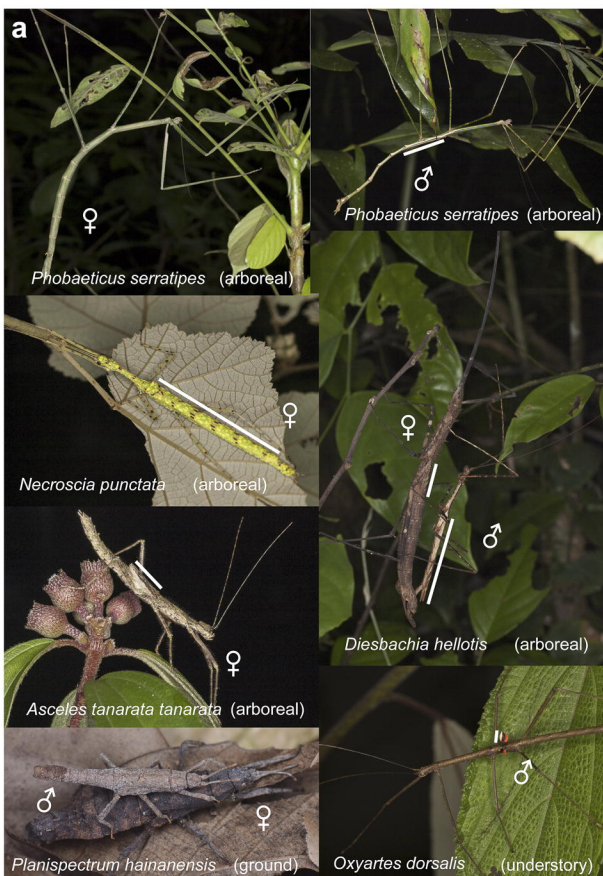 a
♀
Phobaeticus serratipes (arboreal)
♂
Phobaeticus serratipes (arboreal)
♀
Necroscia punctata (arboreal)
♀
♂
Diesbachia hellotis (arboreal)
♀
Asceles tanarata tanarata (arboreal)
♂
♀
Planispectrum hainanensis (ground)
♂
Oxyartes dorsalis (understory)